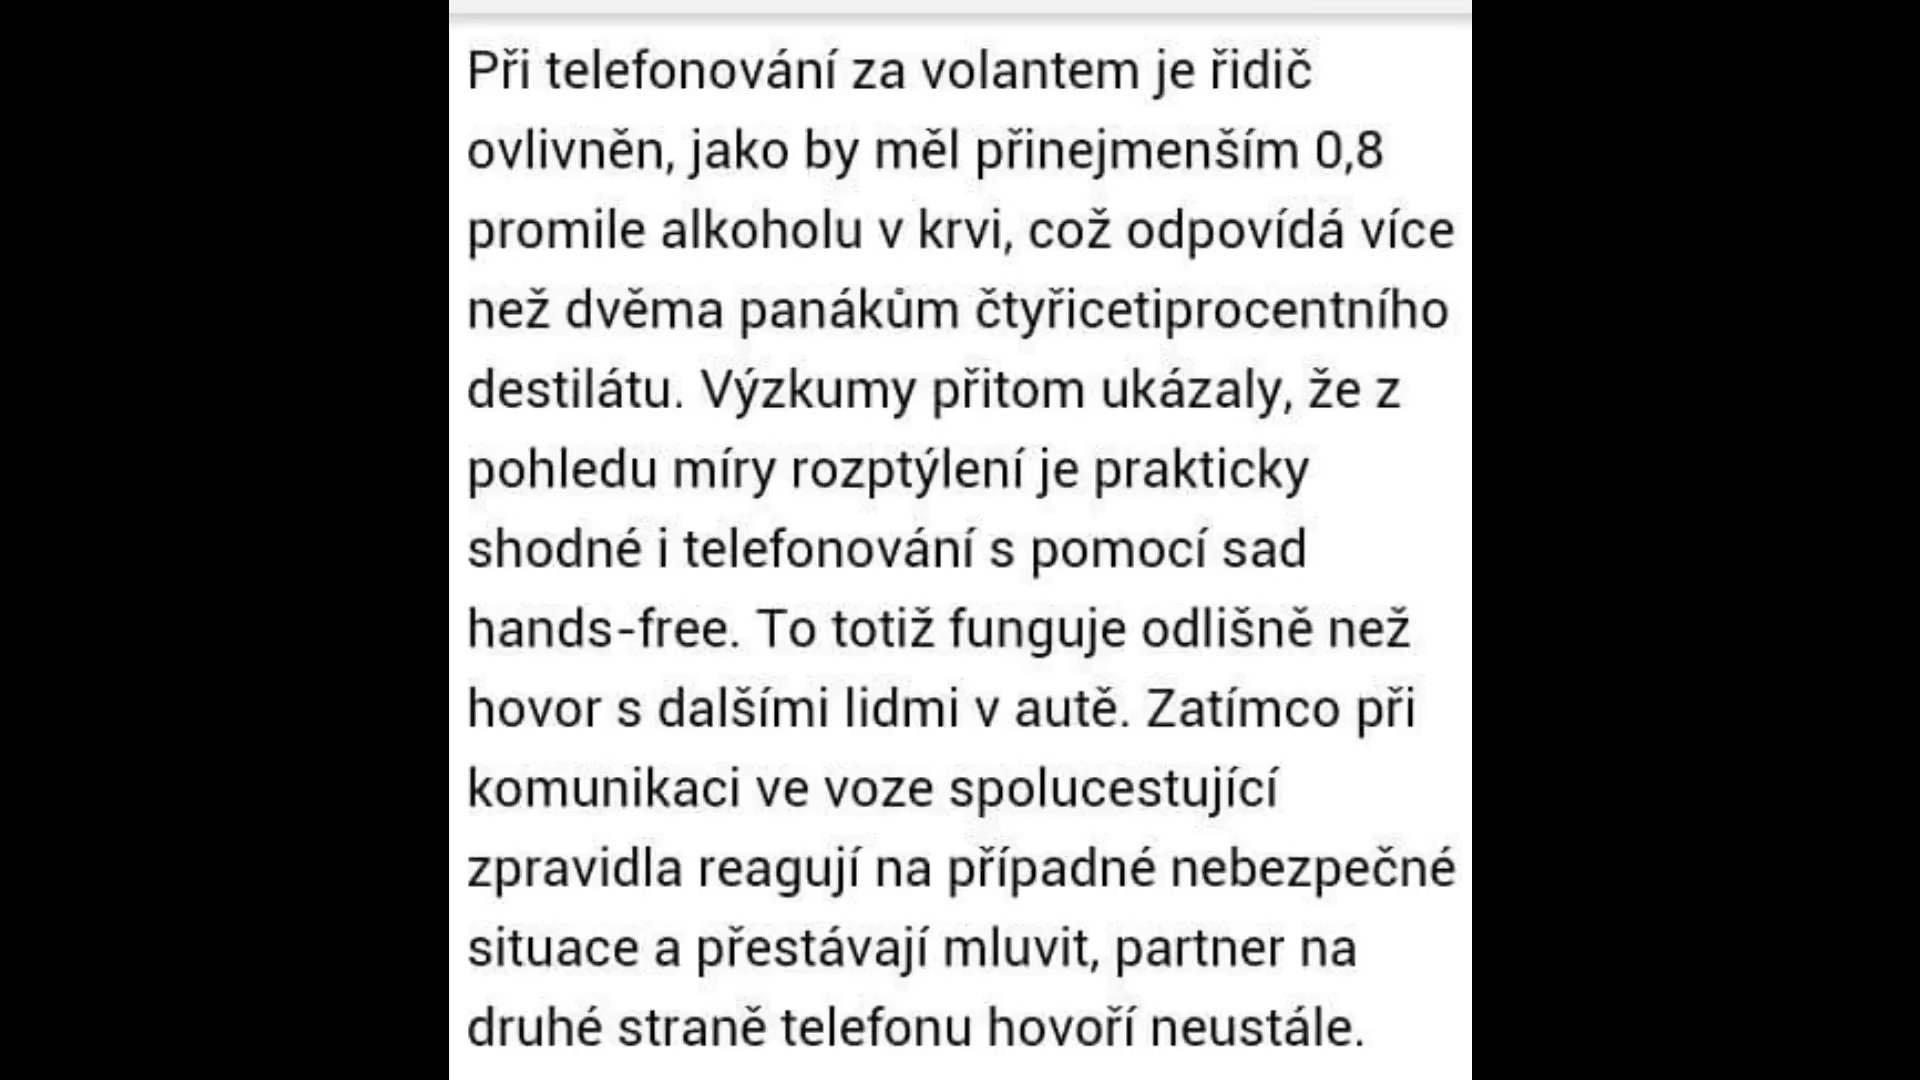 Při telefonování za volantem je řidič
ovlivněn, jako by měl přinejmenším 0,8
promile alkoholu v krvi, což odpovídá více
než dvěma panákům čtyřicetiprocentního
destilátu. Výzkumy přitom ukázaly, že z
pohledu míry rozptýlení je prakticky
shodné i telefonování s pomocí sad
hands-free. To totiž funguje odlišně než
hovor s dalšími lidmi v autě. Zatímco při
komunikaci ve voze spolucestující
zpravidla reagují na případné nebezpečné
situace a přestávají mluvit, partner na
druhé straně telefonu hovoří neustále.